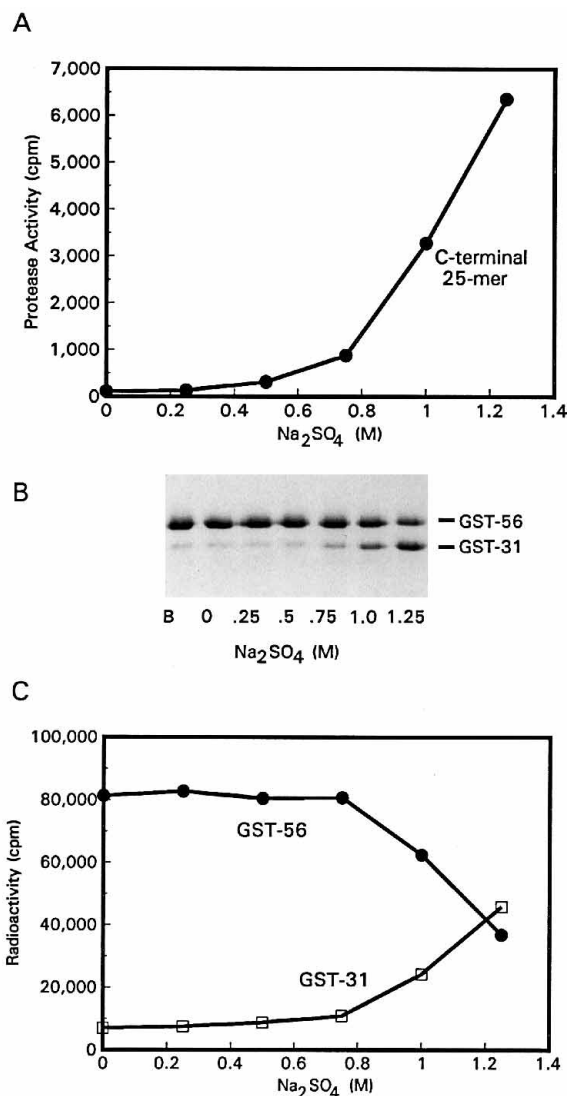 A
7,000
6,000
5,000
4,000
3,000
2,000
1,000
0
Protease Activity (cpm)
C-terminal
25-mer
0 0.2 0.4 0.6 0.8 1 1.2 1.4
Na2SO4 (M)
B
GST-56
GST-31
B 0 .25 .5 .75 1.0 1.25
Na2SO4 (M)
C
100,000
80,000
60,000
40,000
20,000
0
Radioactivity (cpm)
GST-56
GST-31
0 0.2 0.4 0.6 0.8 1 1.2 1.4
Na2SO4 (M)